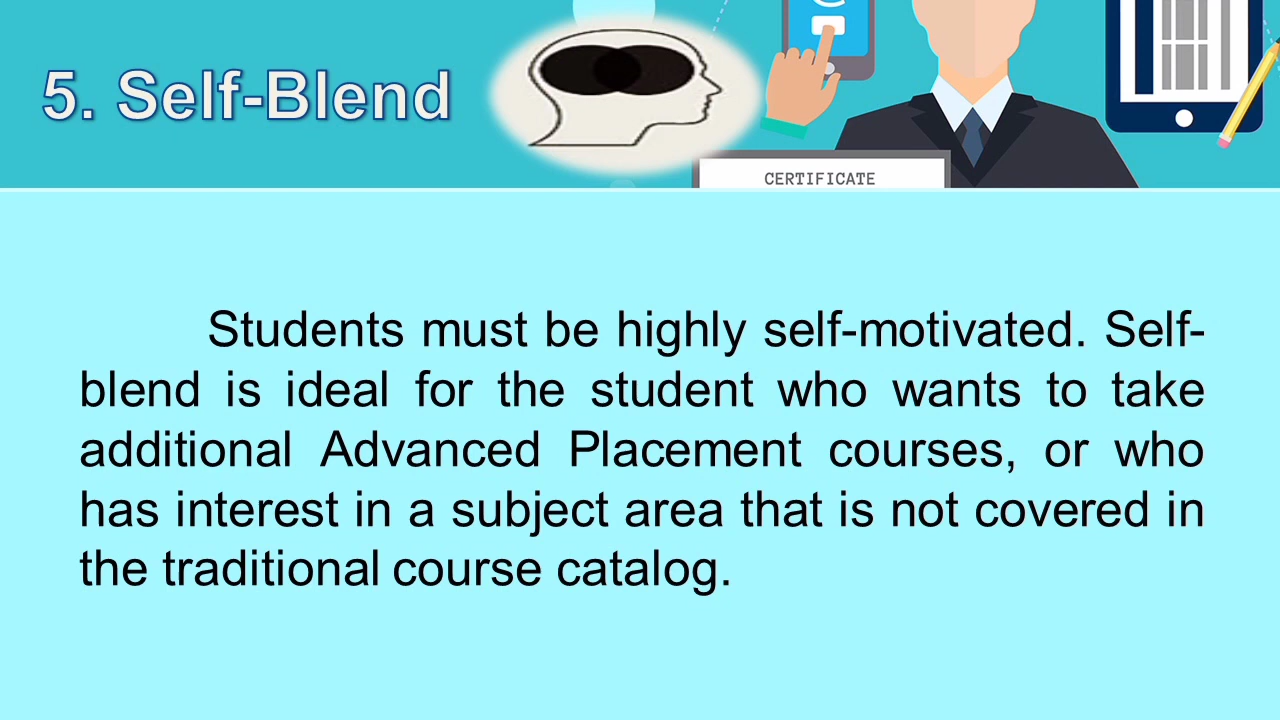 5. Self-Blend
CERTIFICATE
Students must be highly self-motivated. Self-
blend is ideal for the student who wants to take
additional Advanced Placement courses, or who
has interest in a subject area that is not covered in
the traditional course catalog.